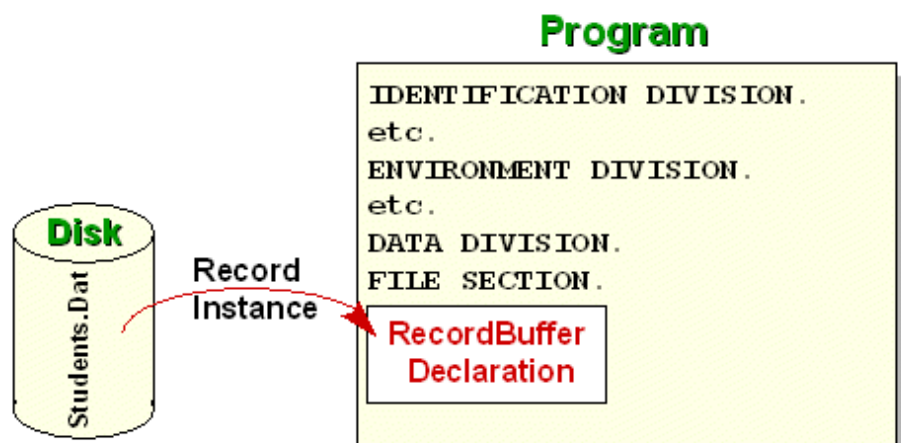 Program
IDENTIFICATION DIVISION.
etc.
ENVIRONMENT DIVISION.
etc.
DATA DIVISION.
FILE SECTION.
RecordBuffer
Declaration
Disk
Students.Dat
Record
Instance